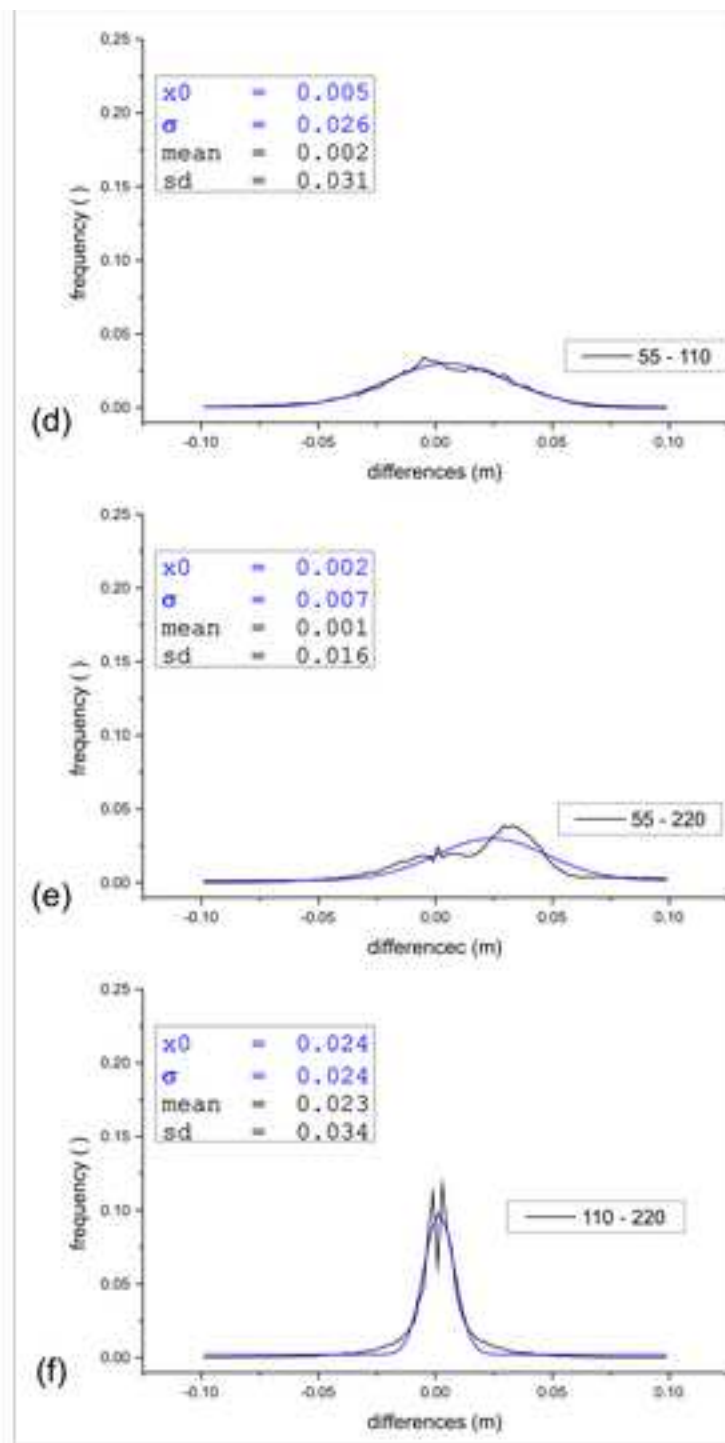 0.25
x0 = 0.005
σ = 0.026
mean = 0.002
sd = 0.031
0.20
0.15
0.10
0.05
0.00
frequency ( )
55 - 110
(d)
-0.10 -0.05 0.00 0.05 0.10
differences (m)
0.25
x0 = 0.002
σ = 0.007
mean = 0.001
sd = 0.016
0.20
0.15
0.10
0.05
0.00
frequency ( )
55 - 220
(e)
-0.10 -0.05 0.00 0.05 0.10
differencec (m)
0.25
x0 = 0.024
σ = 0.024
mean = 0.023
sd = 0.034
0.20
0.15
0.10
0.05
0.00
frequency ( )
110 - 220
(f)
-0.10 -0.05 0.00 0.05 0.10
differences (m)